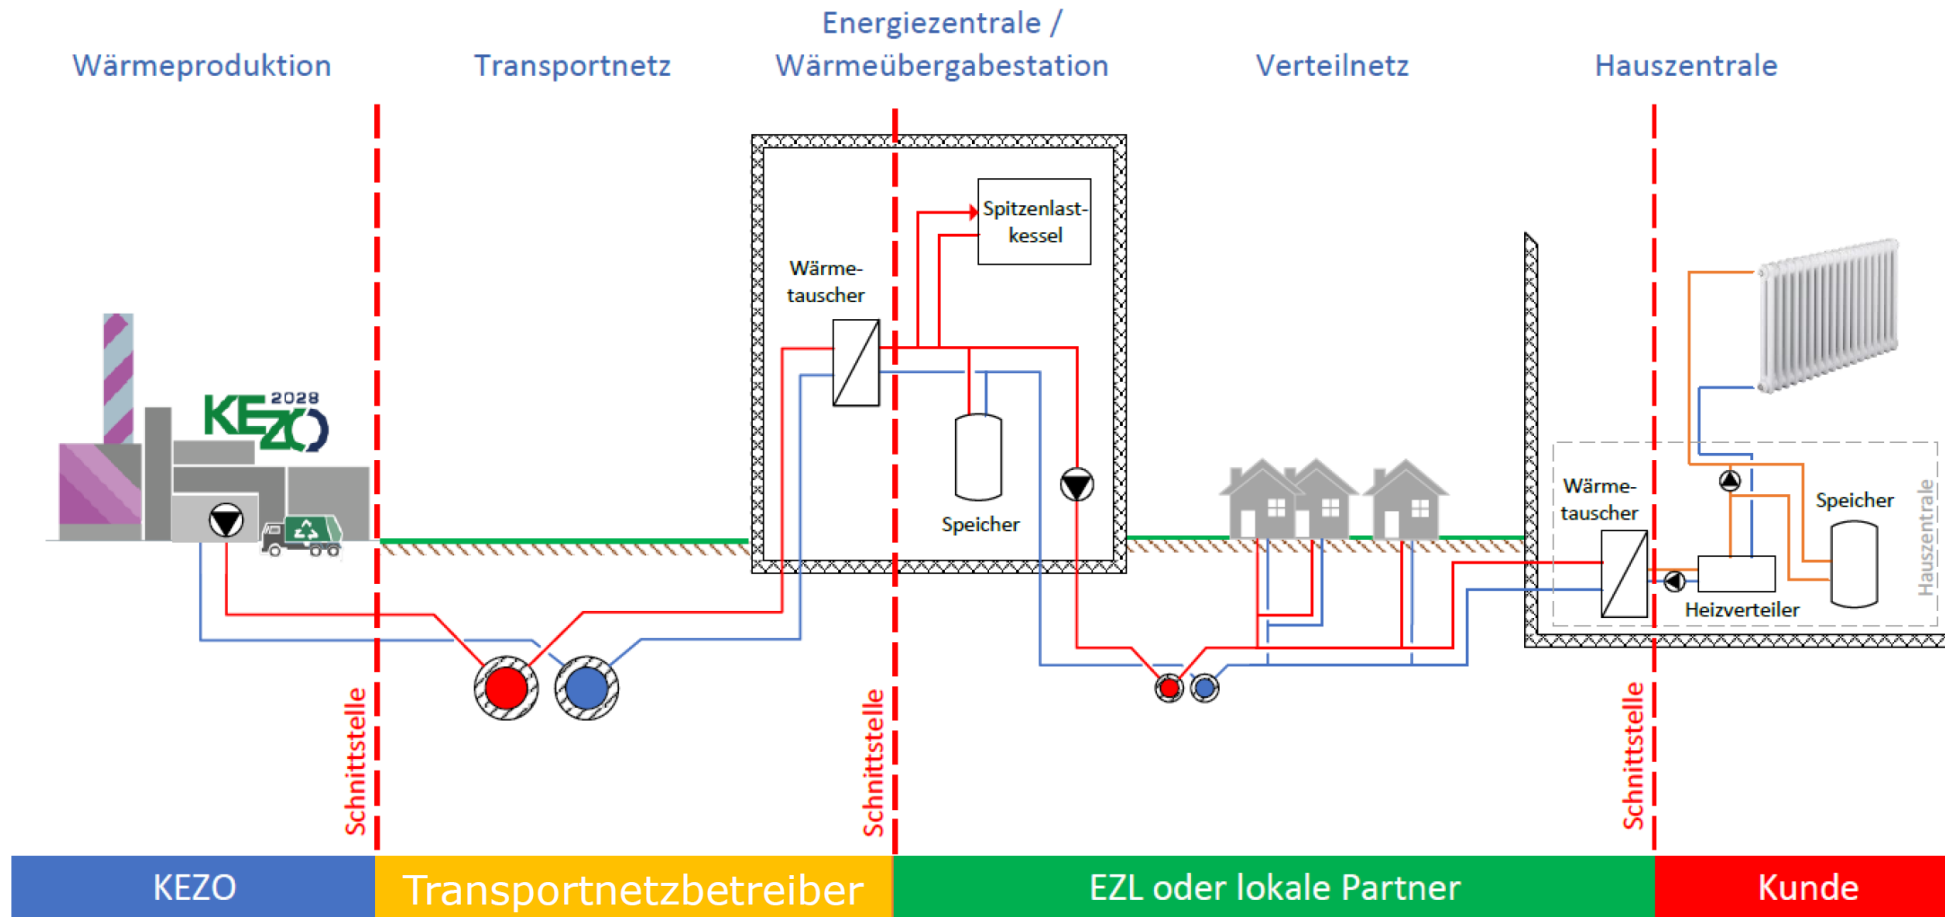 Energiezentrale /
Wärmeproduktion
Transportnetz
Wärmeübergabestation
Verteilnetz
Hauszentrale
Spitzenlast-
kessel
Wärme-
tauscher
2028
KEZO
Speicher
Wärme-
tauscher
Speicher
Heizverteiler
Hauszentrale
Schnittstelle
Schnittstelle
Schnittstelle
KEZO
Transportnetzbetreiber
EZL oder lokale Partner
Kunde